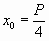 x₀ = P/4